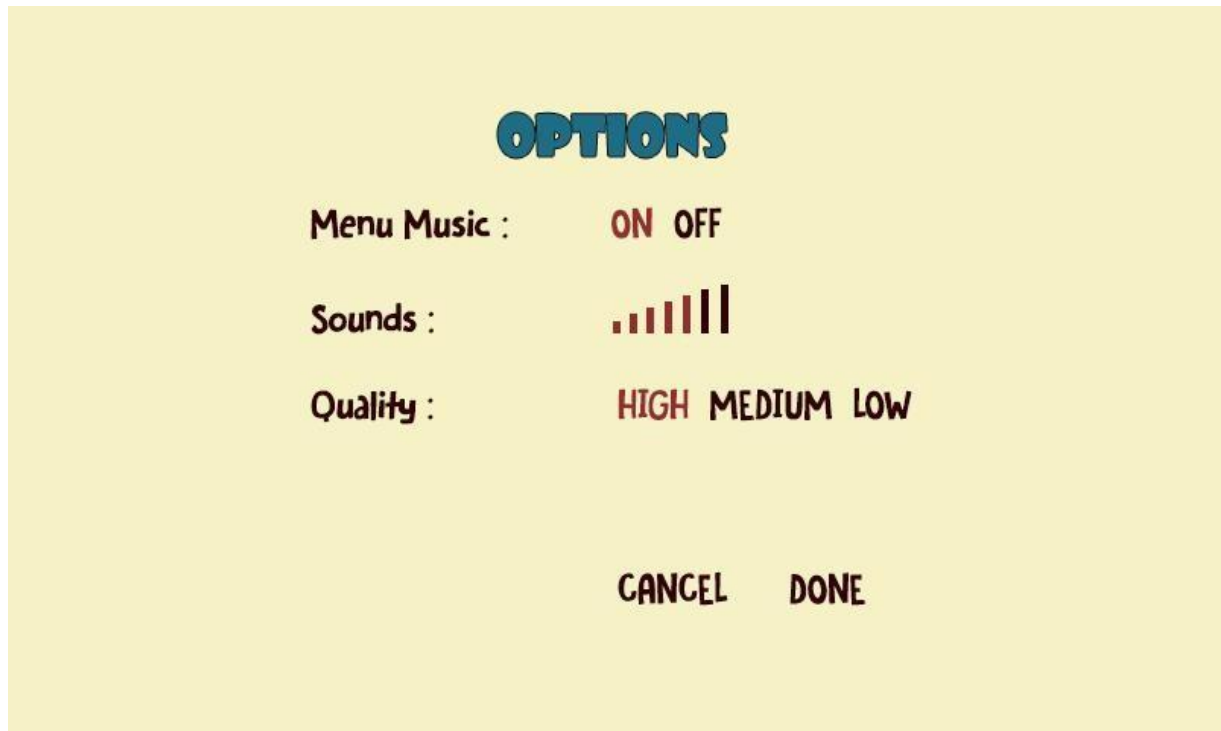 OPTIONS
Menu Music : ON OFF
Sounds :
Quality : HIGH MEDIUM LOW
CANCEL DONE